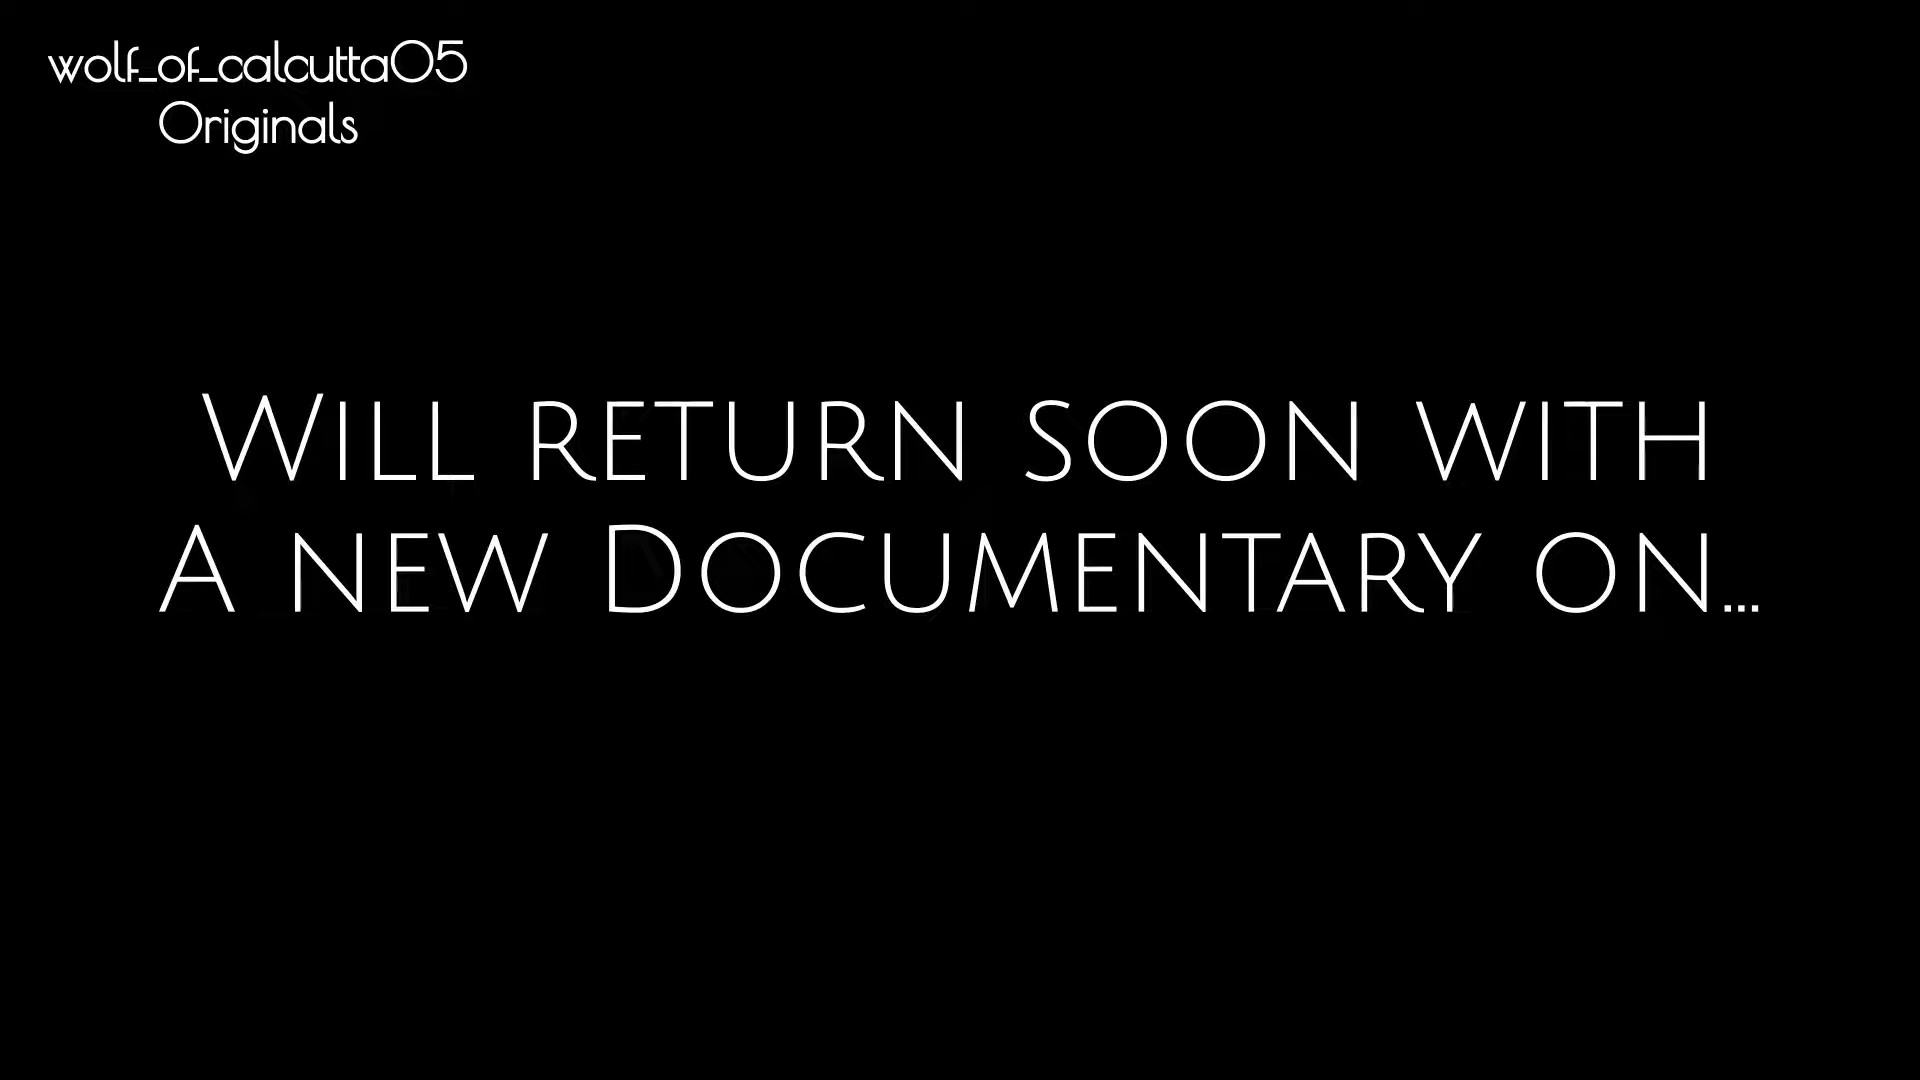 wolf_of_calcutta05
Originals
Will return soon with
A new Documentary on...